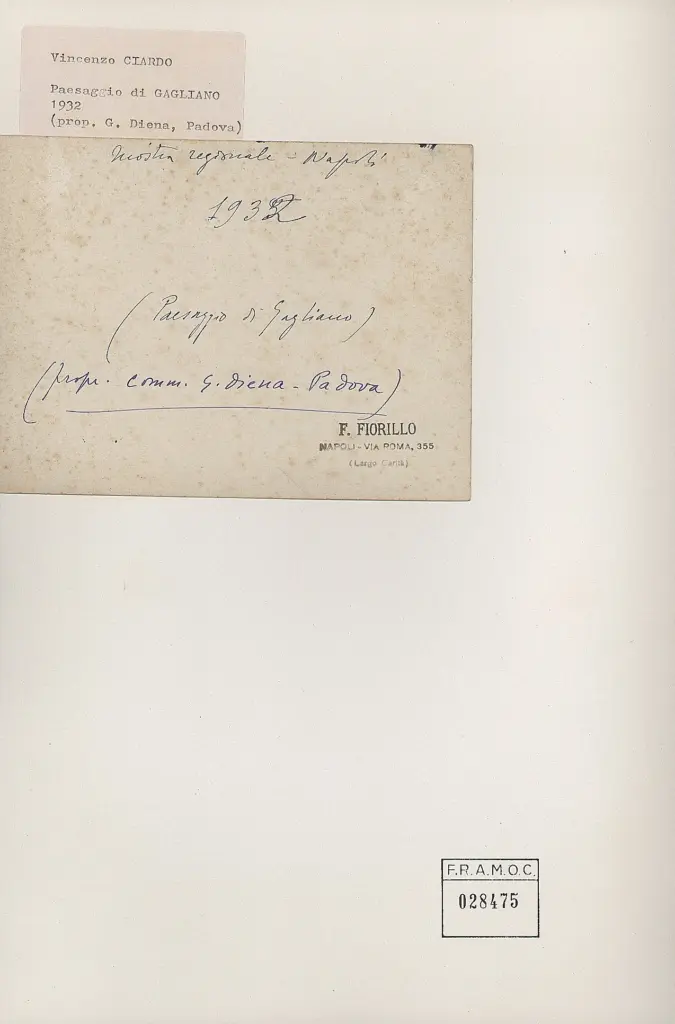 Vincenzo CIARDO
Paesaggio di GAGLIANO
1932
(prop. G. Diena, Padova)
Mostra regionale - Napoli
1932
(Paesaggio di Gagliano)
(propr. comm. G. Diena - Padova)
F. FIORILLO
NAPOLI - VIA ROMA, 355
(Largo Carità)
F.R.A.M.O.C.
028475